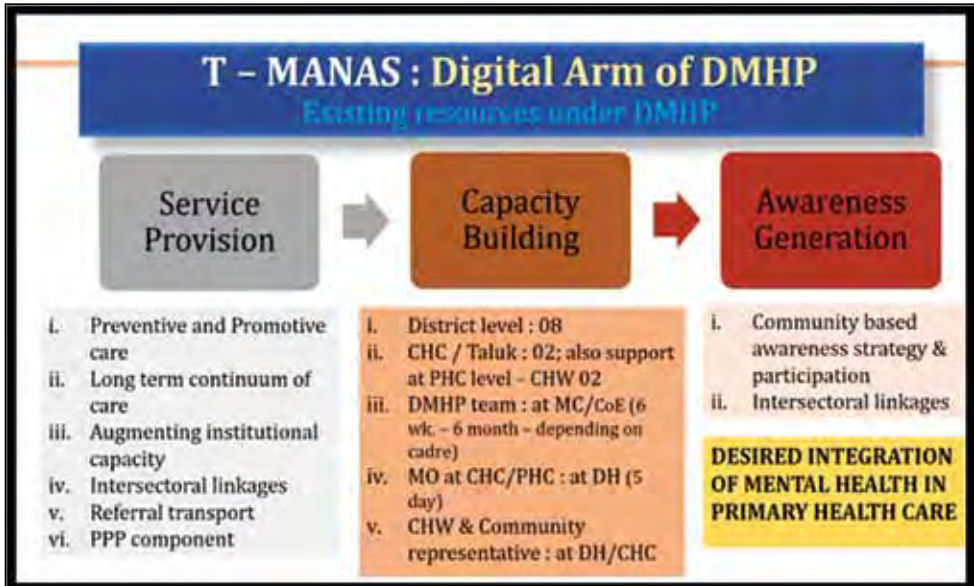 T – MANAS : Digital Arm of DMHP
Existing resources under DMHP
Service
Provision
Capacity
Building
Awareness
Generation
i. Preventive and Promotive
care
ii. Long term continuum of
care
iii. Augmenting institutional
capacity
iv. Intersectoral linkages
v. Referral transport
vi. PPP component
i. District level : 08
ii. CHC / Taluk : 02; also support
at PHC level – CHW 02
iii. DMHP team : at MC/CoE (6
wk. – 6 month – depending on
cadre)
iv. MO at CHC/PHC : at DH (5
day)
v. CHW & Community
representative : at DH/CHC
i. Community based
awareness strategy &
participation
ii. Intersectoral linkages
DESIRED INTEGRATION
OF MENTAL HEALTH IN
PRIMARY HEALTH CARE